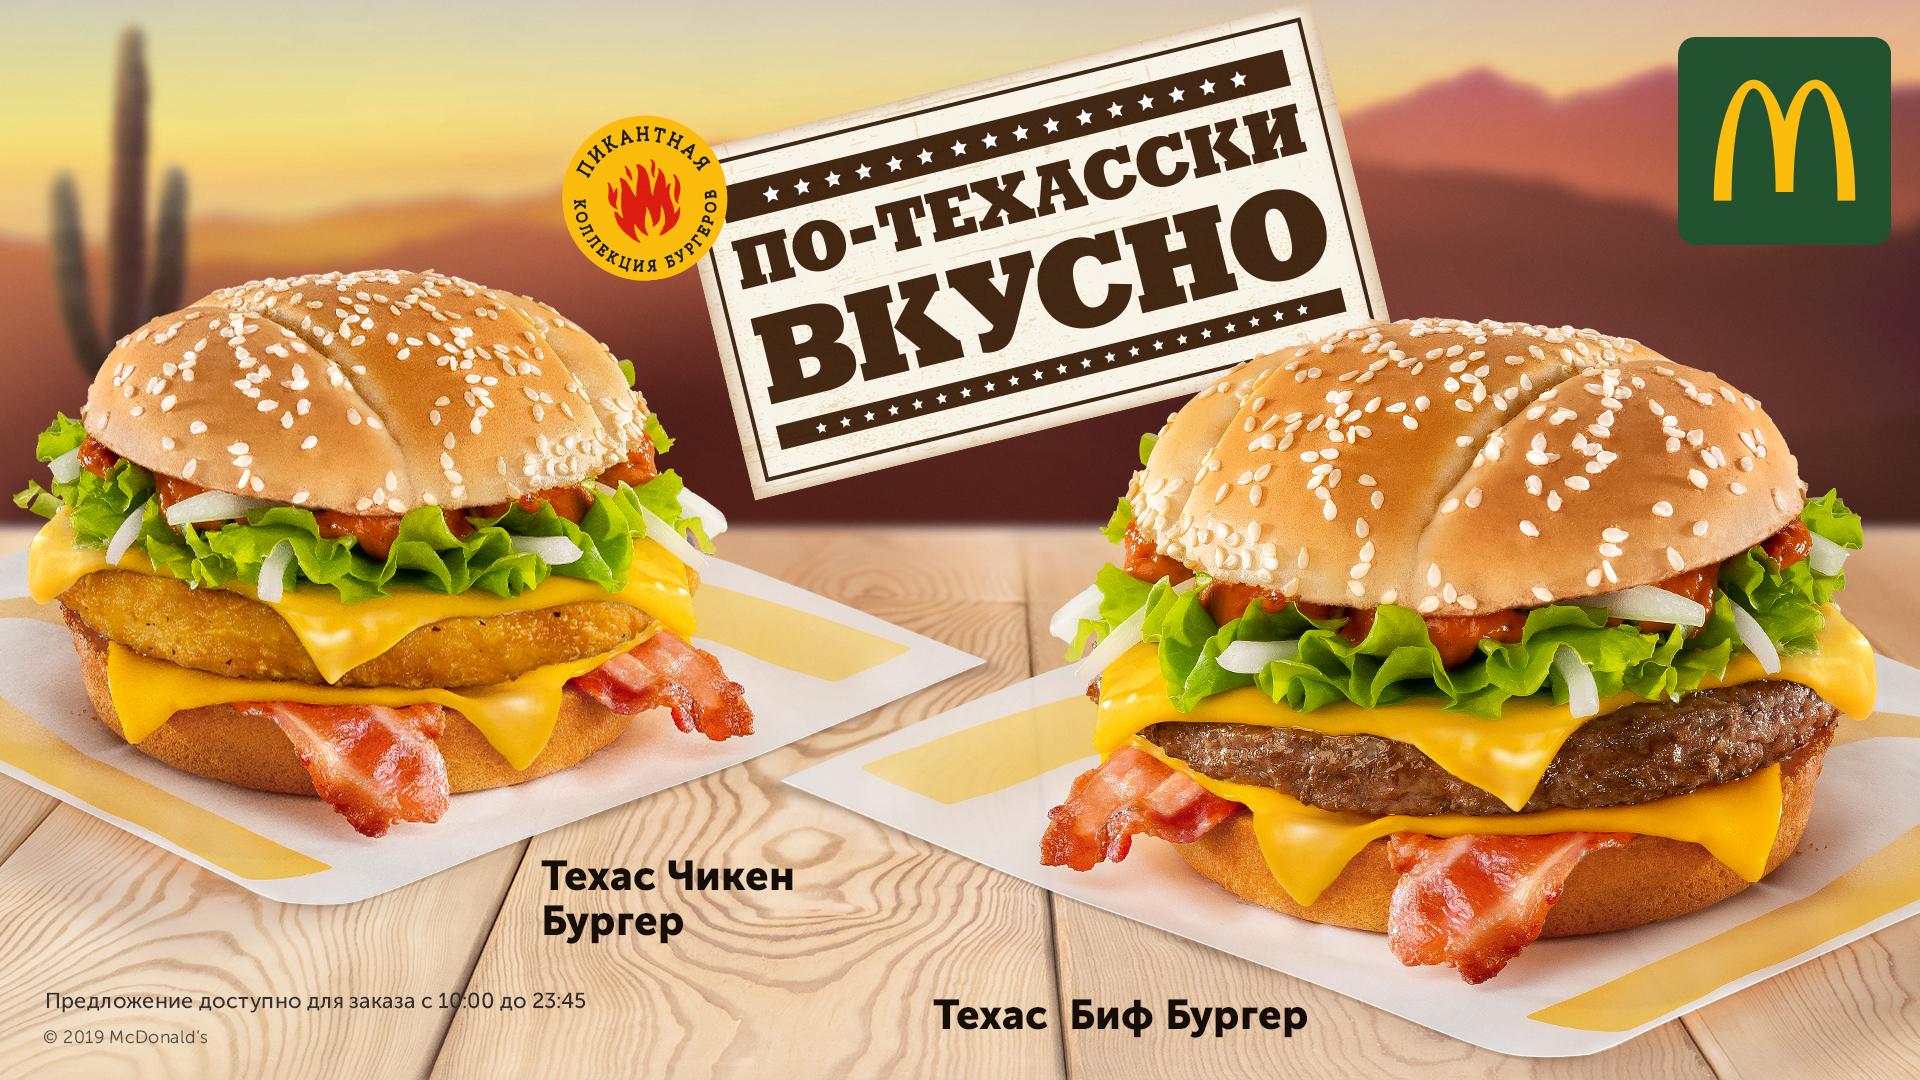 ПИКАНТНАЯ
КОЛЛЕКЦИЯ БУРГЕРОВ
ПО-ТЕХАССКИ
ВКУСНО
Техас Чикен
Бургер
Техас Биф Бургер
Предложение доступно для заказа с 10:00 до 23:45
© 2019 McDonald's